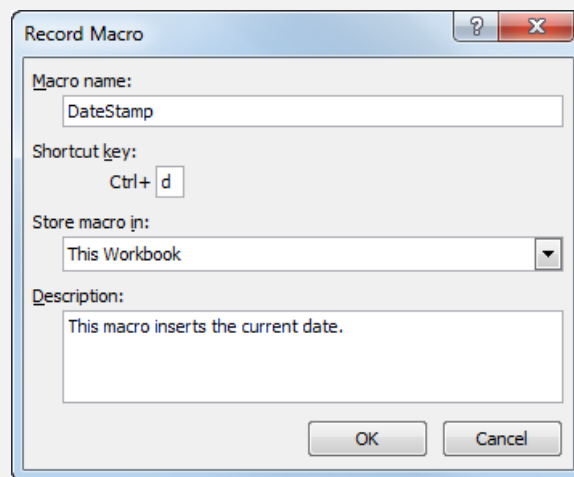 Record Macro
?
X
Macro name:
DateStamp
Shortcut key:
Ctrl+ d
Store macro in:
This Workbook
Description:
This macro inserts the current date.
OK Cancel